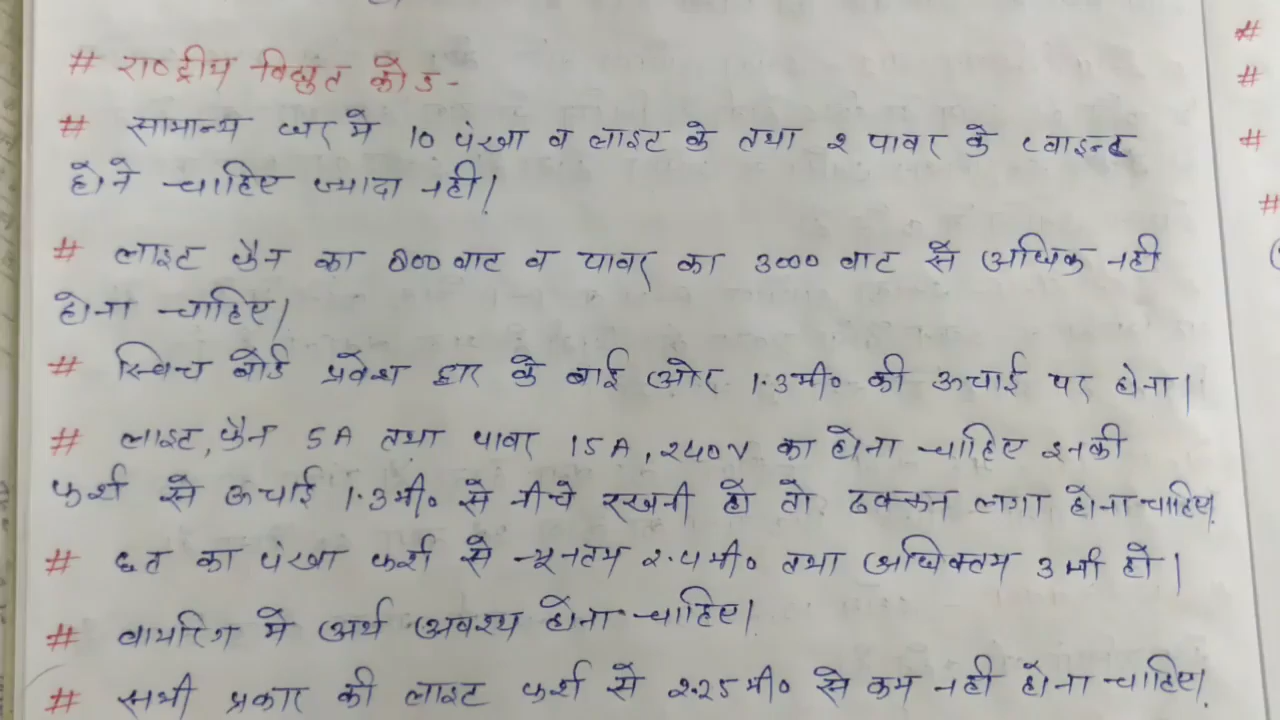 # राष्ट्रीय विद्युत कोड -
# सामान्य घर में 10 पंखा व लाइट के तथा 2 पावर के प्वाइन्ट
होने चाहिए ज्यादा नही।
# लाइट फैन का 800 वाट व पावर का 3000 वाट से अधिक नही
होना चाहिए।
# स्विच बोर्ड प्रवेश द्वार के बाई ओर 1.3मी० की ऊचाई पर होना।
# लाइट, फैन 5A तथा पावर 15A, 240V का होना चाहिए इनकी
फर्श से ऊचाई 1.3मी० से नीचे रखनी हो तो ढक्कन लगा होना चाहिए।
# छत का पंखा फर्श से न्यूनतम 2.4मी० तथा अधिकतम 3मी हो।
# वायरिंग में अर्थ अवश्य होना चाहिए।
# सभी प्रकार की लाइट फर्श से 2.25मी० से कम नही होना चाहिए।
#
#
#
#